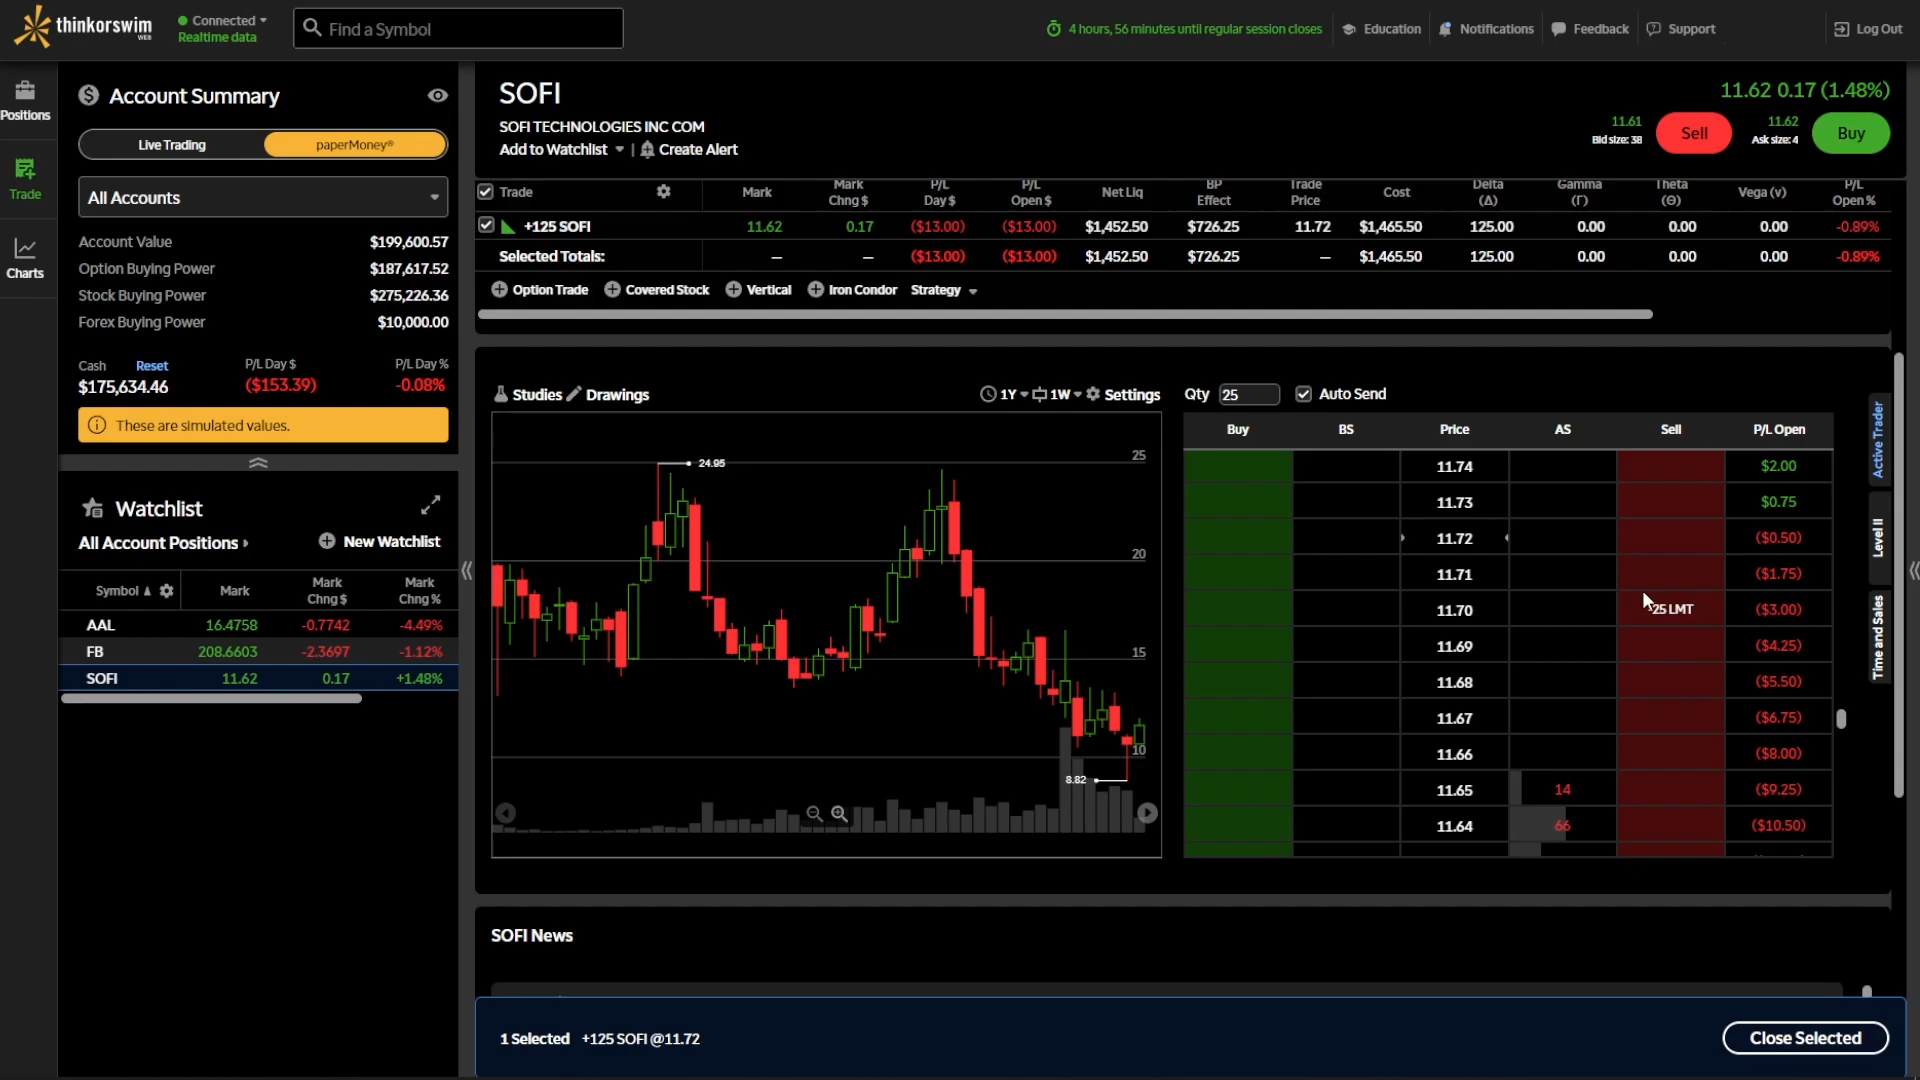 thinkorswim
WEB
Connected
Realtime data
Find a Symbol
4 hours, 56 minutes until regular session closes
Education
Notifications
Feedback
Support
Log Out
Positions
Trade
Charts
Account Summary
Live Trading
paperMoney®
All Accounts
Account Value $199,600.57
Option Buying Power $187,617.52
Stock Buying Power $275,226.36
Forex Buying Power $10,000.00
Cash Reset P/L Day $ P/L Day %
$175,634.46 ($153.39) -0.08%
These are simulated values.
Watchlist
All Account Positions
New Watchlist
Symbol Mark Mark Chng $ Mark Chng %
AAL 16.4758 -0.7742 -4.49%
FB 208.6603 -2.3697 -1.12%
SOFI 11.62 0.17 +1.48%
SOFI
SOFI TECHNOLOGIES INC COM
Add to Watchlist | Create Alert
11.62 0.17 (1.48%)
11.61
Bid size: 38
Sell
11.62
Ask size: 4
Buy
Trade Mark Mark Chng $ P/L Day $ P/L Open $ Net Liq BP Effect Trade Price Cost Delta (Δ) Gamma (Γ) Theta (Θ) Vega (v) P/L Open %
+125 SOFI 11.62 0.17 ($13.00) ($13.00) $1,452.50 $726.25 11.72 $1,465.50 125.00 0.00 0.00 0.00 -0.89%
Selected Totals: — — ($13.00) ($13.00) $1,452.50 $726.25 — $1,465.50 125.00 0.00 0.00 0.00 -0.89%
Option Trade Covered Stock Vertical Iron Condor Strategy
Studies Drawings 1Y 1W Settings
24.95
25
20
15
10
8.82
Qty 25 Auto Send
Buy BS Price AS Sell P/L Open
11.74 $2.00
11.73 $0.75
11.72 ($0.50)
11.71 ($1.75)
11.70 25 LMT ($3.00)
11.69 ($4.25)
11.68 ($5.50)
11.67 ($6.75)
11.66 ($8.00)
11.65 14 ($9.25)
11.64 66 ($10.50)
Active Trader
Level II
Time and Sales
SOFI News
1 Selected +125 SOFI @11.72
Close Selected